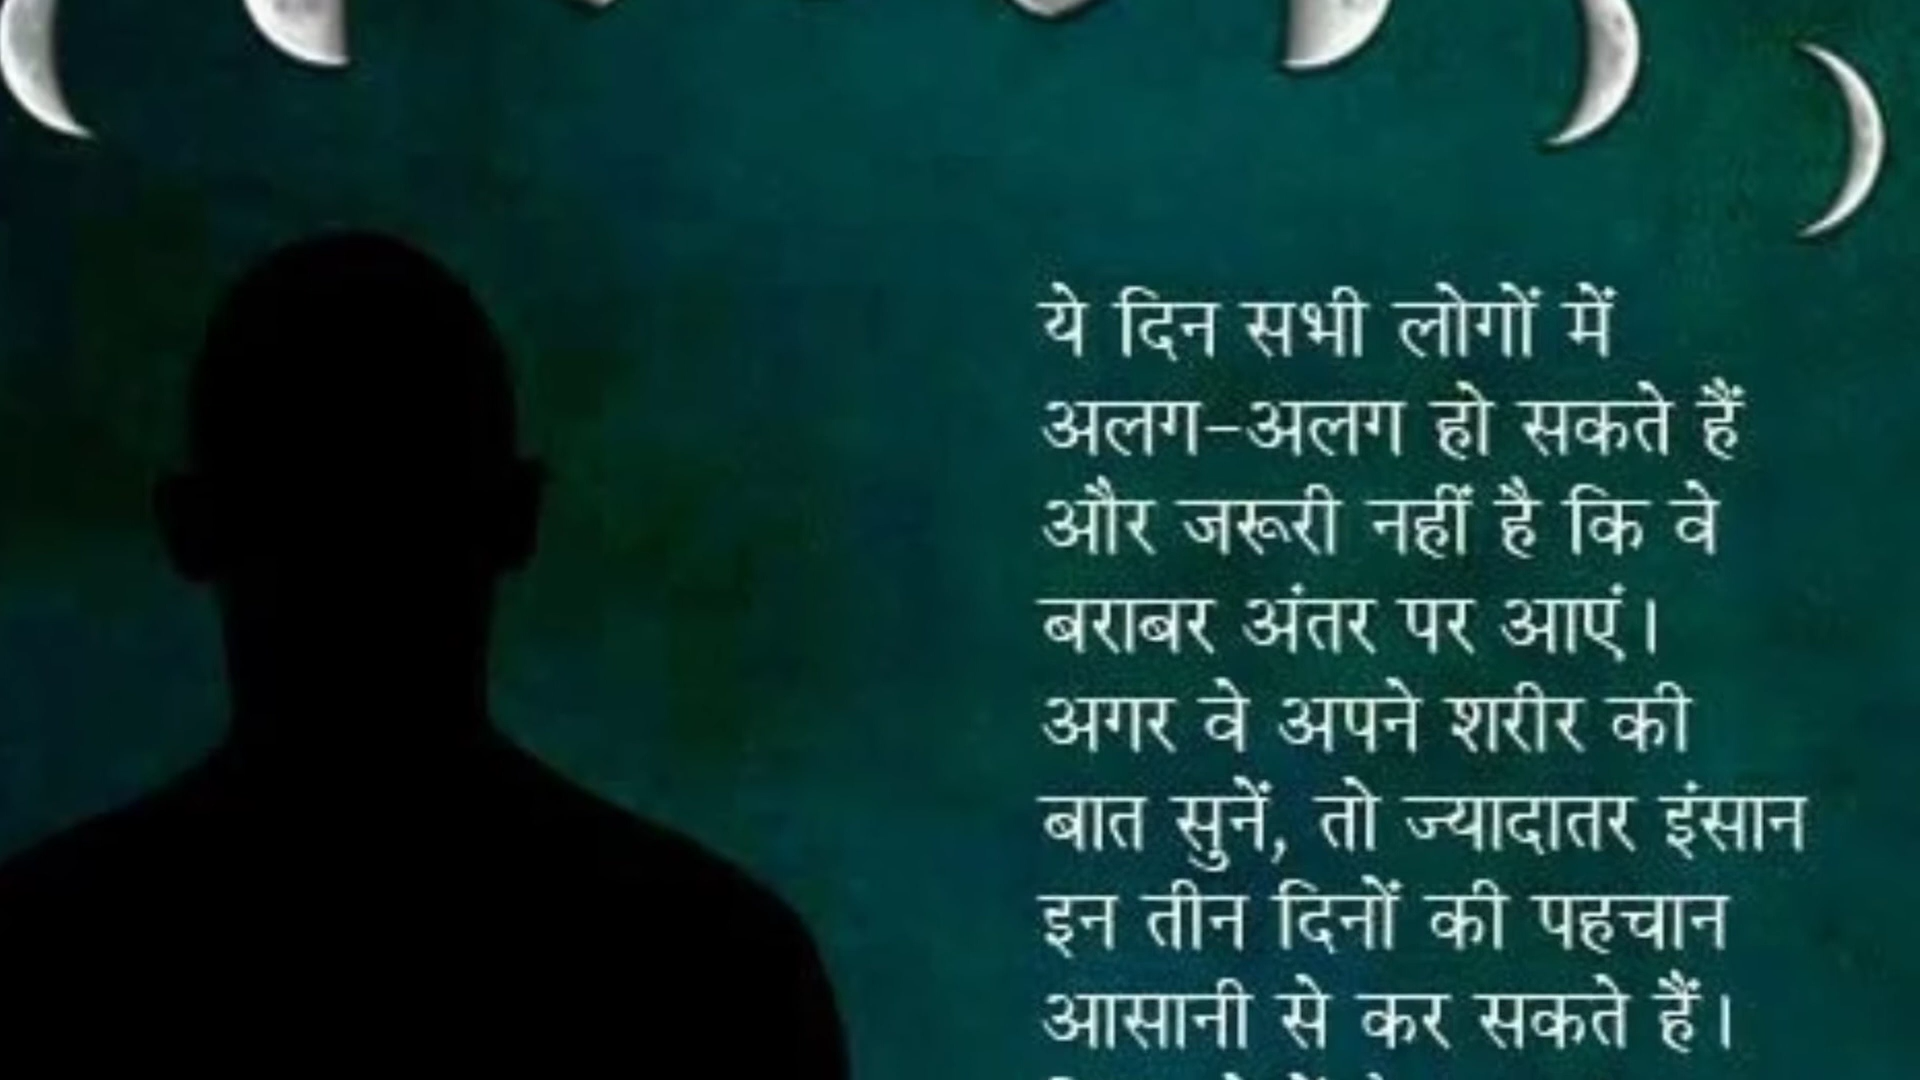 ये दिन सभी लोगों में
अलग-अलग हो सकते हैं
और जरूरी नहीं है कि वे
बराबर अंतर पर आएं।
अगर वे अपने शरीर की
बात सुनें, तो ज्यादातर इंसान
इन तीन दिनों की पहचान
आसानी से कर सकते हैं।